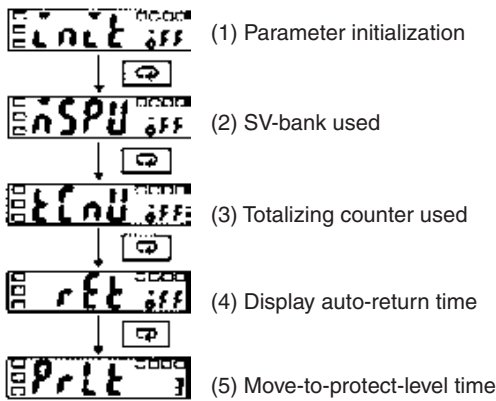 init off
(1) Parameter initialization
ñSPU off
(2) SV-bank used
tCnU off
(3) Totalizing counter used
rEt off
(4) Display auto-return time
PrLt 3
(5) Move-to-protect-level time